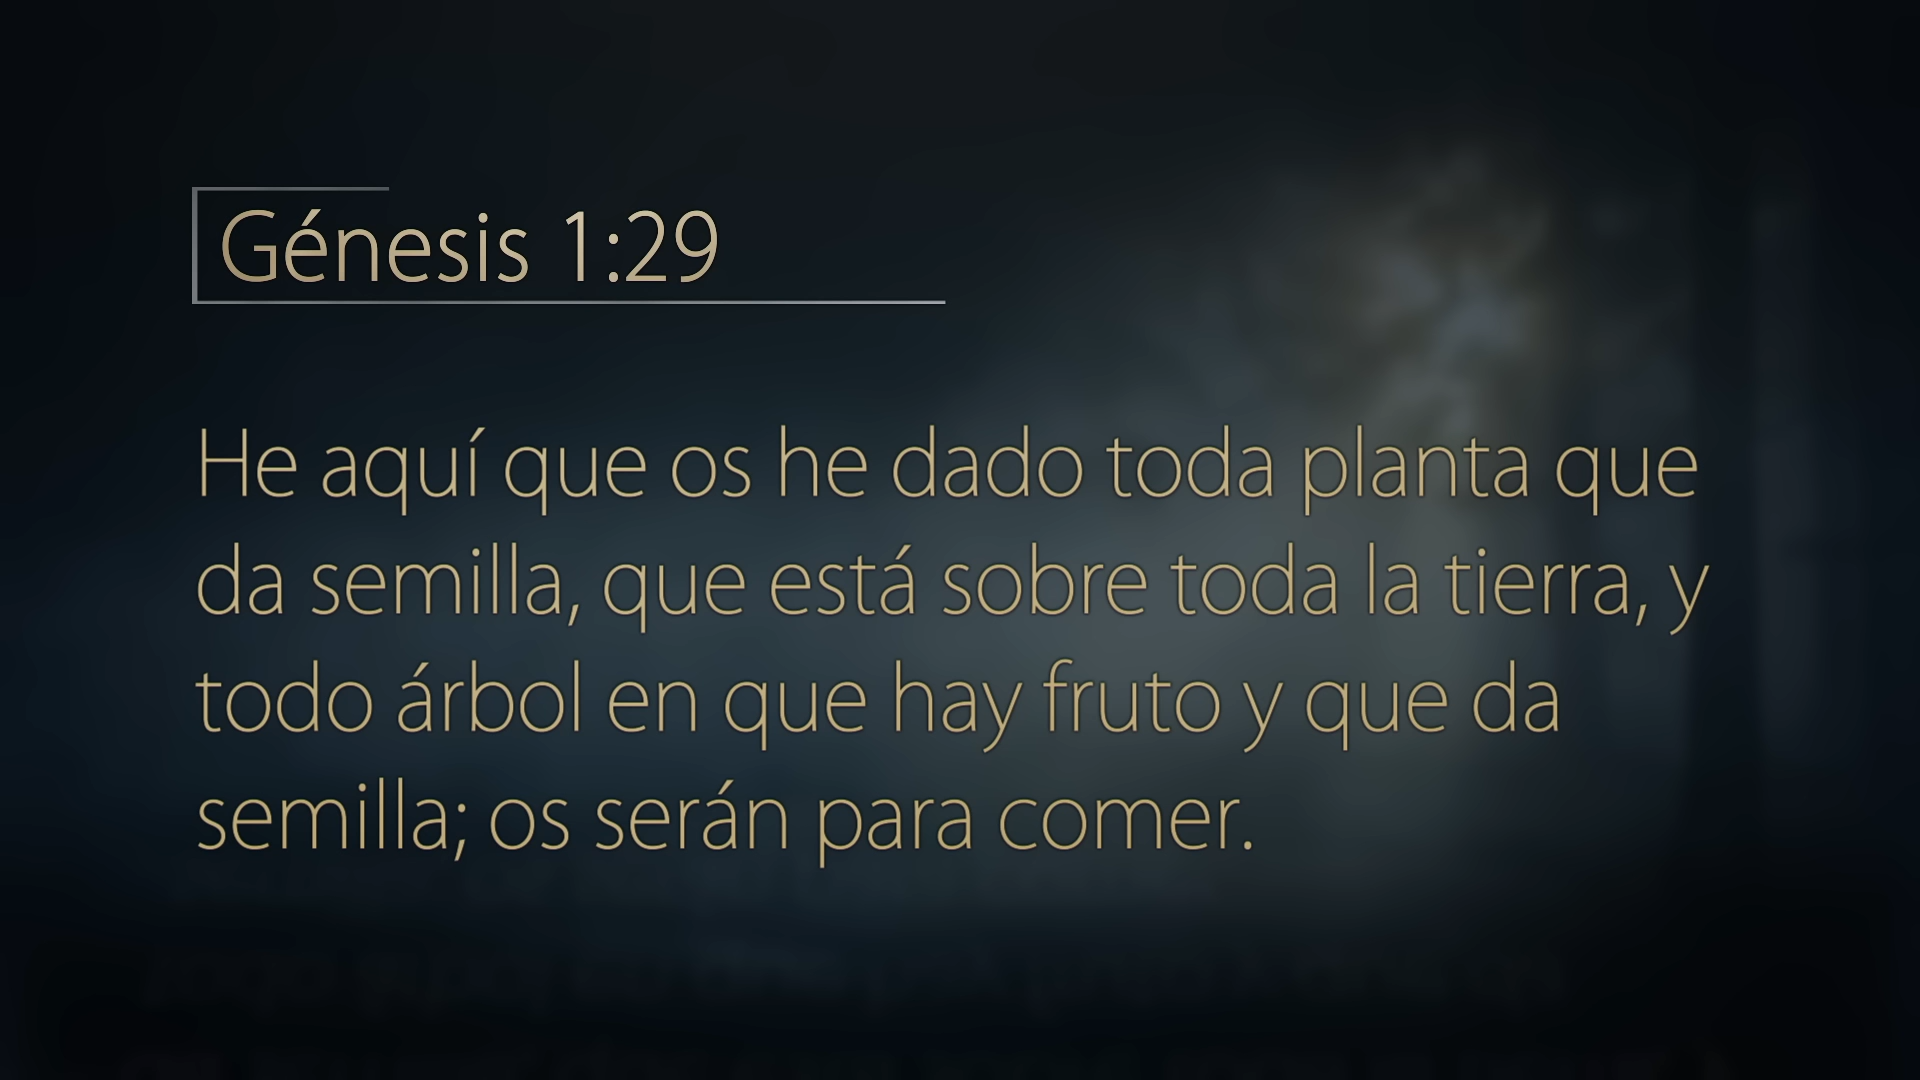 Génesis 1:29
He aquí que os he dado toda planta que
da semilla, que está sobre toda la tierra, y
todo árbol en que hay fruto y que da
semilla; os serán para comer.